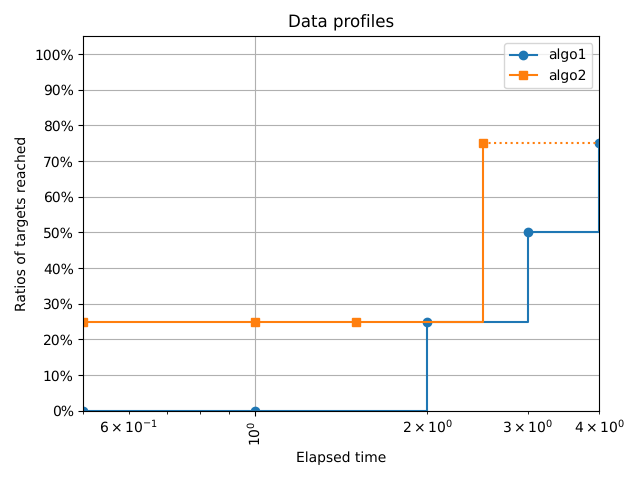 Data profiles
algo1
algo2
Ratios of targets reached
100%
90%
80%
70%
60%
50%
40%
30%
20%
10%
0%
6 × 10⁻¹
10⁰
2 × 10⁰
3 × 10⁰
4 × 10⁰
Elapsed time